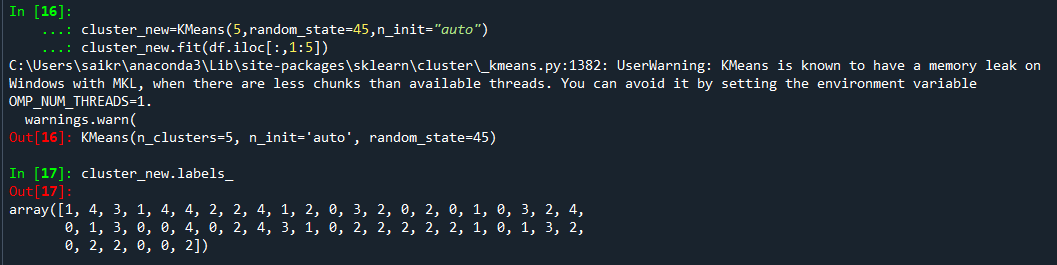 In [16]:
    ...: cluster_new=KMeans(5,random_state=45,n_init="auto")
    ...: cluster_new.fit(df.iloc[:,1:5])
C:\Users\saikr\anaconda3\Lib\site-packages\sklearn\cluster\_kmeans.py:1382: UserWarning: KMeans is known to have a memory leak on
Windows with MKL, when there are less chunks than available threads. You can avoid it by setting the environment variable
OMP_NUM_THREADS=1.
  warnings.warn(
Out[16]: KMeans(n_clusters=5, n_init='auto', random_state=45)
In [17]: cluster_new.labels_
Out[17]:
array([1, 4, 3, 1, 4, 4, 2, 2, 4, 1, 2, 0, 3, 2, 0, 2, 0, 1, 0, 3, 2, 4,
       0, 1, 3, 0, 0, 4, 0, 2, 4, 3, 1, 0, 2, 2, 2, 2, 2, 1, 0, 1, 3, 2,
       0, 2, 2, 0, 0, 2])